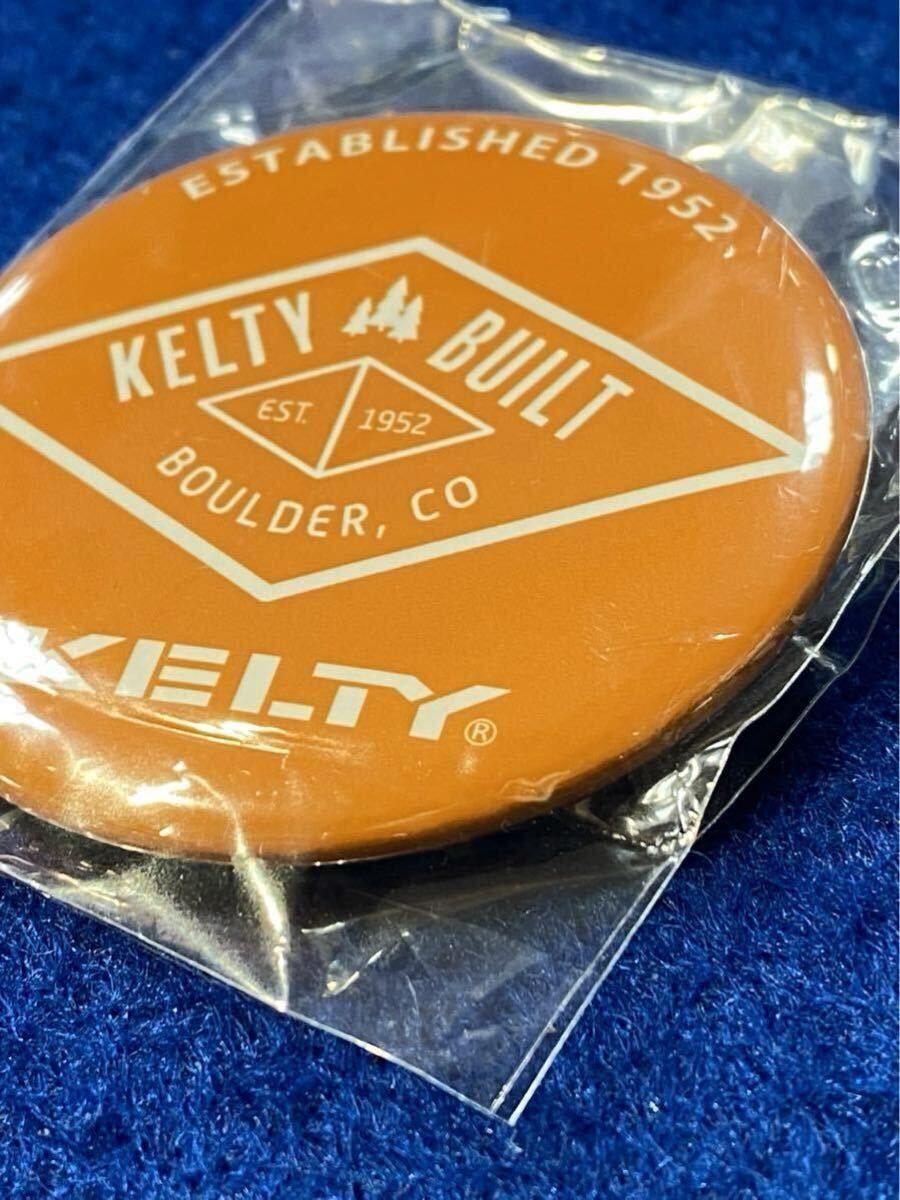 ESTABLISHED 1952
KELTY BUILT
EST. 1952
BOULDER, CO
KELTY®